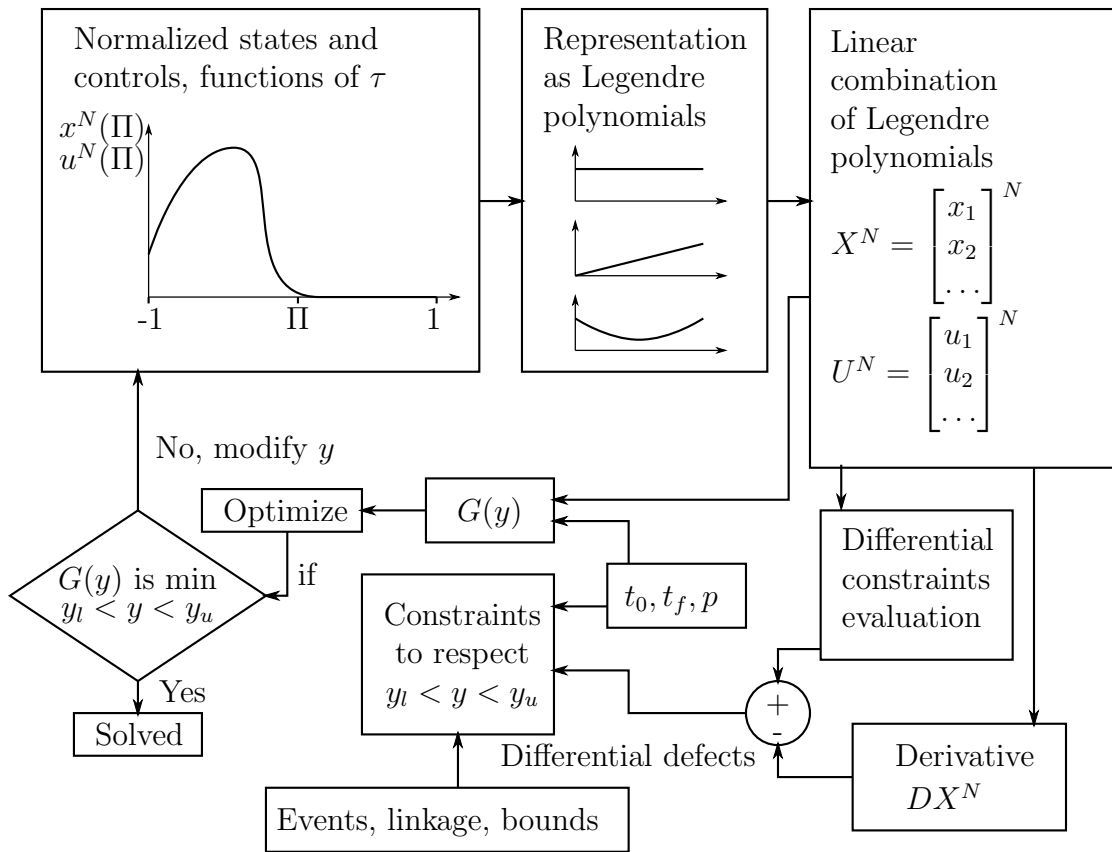 Normalized states and
controls, functions of τ
x^N(Π)
u^N(Π)
-1
Π
1
Representation
as Legendre
polynomials
Linear
combination
of Legendre
polynomials
X^N = [x_1 x_2 ...]^N
U^N = [u_1 u_2 ...]^N
No, modify y
Optimize
G(y)
if
G(y) is min
y_l < y < y_u
Yes
Solved
t_0, t_f, p
Constraints
to respect
y_l < y < y_u
Differential
constraints
evaluation
+
-
Differential defects
Derivative
DX^N
Events, linkage, bounds